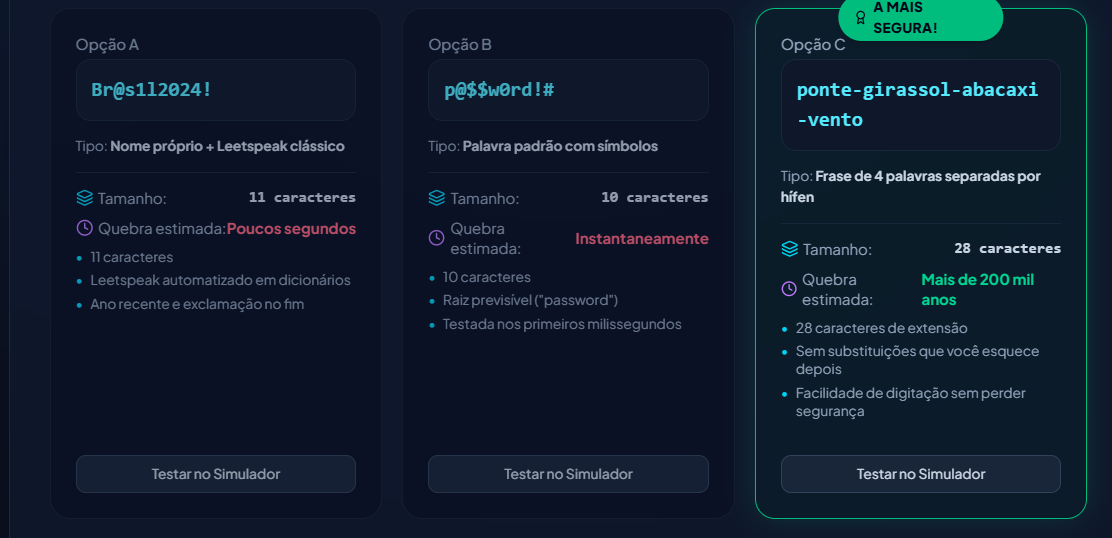 Opção A
Br@s1l2024!
Tipo: Nome próprio + Leetspeak clássico
Tamanho: 11 caracteres
Quebra estimada: Poucos segundos
• 11 caracteres
• Leetspeak automatizado em dicionários
• Ano recente e exclamação no fim
Testar no Simulador
Opção B
p@$$w0rd!#
Tipo: Palavra padrão com símbolos
Tamanho: 10 caracteres
Quebra
estimada: Instantaneamente
• 10 caracteres
• Raiz previsível ("password")
• Testada nos primeiros milissegundos
Testar no Simulador
A MAIS
SEGURA!
Opção C
ponte-girassol-abacaxi
-vento
Tipo: Frase de 4 palavras separadas por
hífen
Tamanho: 28 caracteres
Quebra
estimada:
Mais de 200 mil
anos
• 28 caracteres de extensão
• Sem substituições que você esquece
depois
• Facilidade de digitação sem perder
segurança
Testar no Simulador